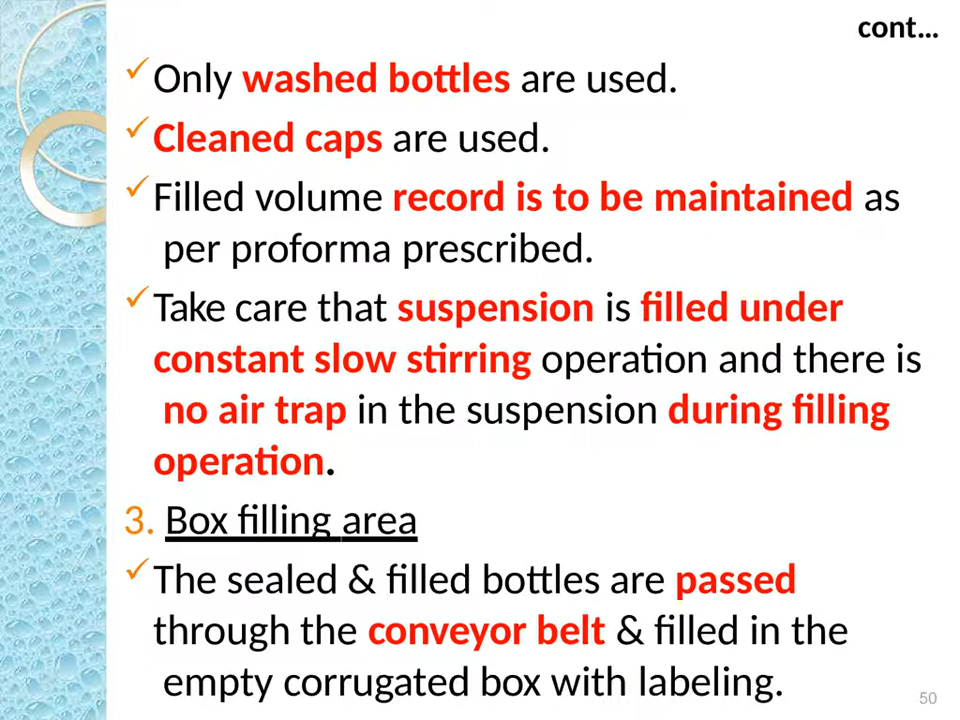 cont…
✓Only washed bottles are used.
✓Cleaned caps are used.
✓Filled volume record is to be maintained as
per proforma prescribed.
✓Take care that suspension is filled under
constant slow stirring operation and there is
no air trap in the suspension during filling
operation.
3. Box filling area
✓The sealed & filled bottles are passed
through the conveyor belt & filled in the
empty corrugated box with labeling.
50